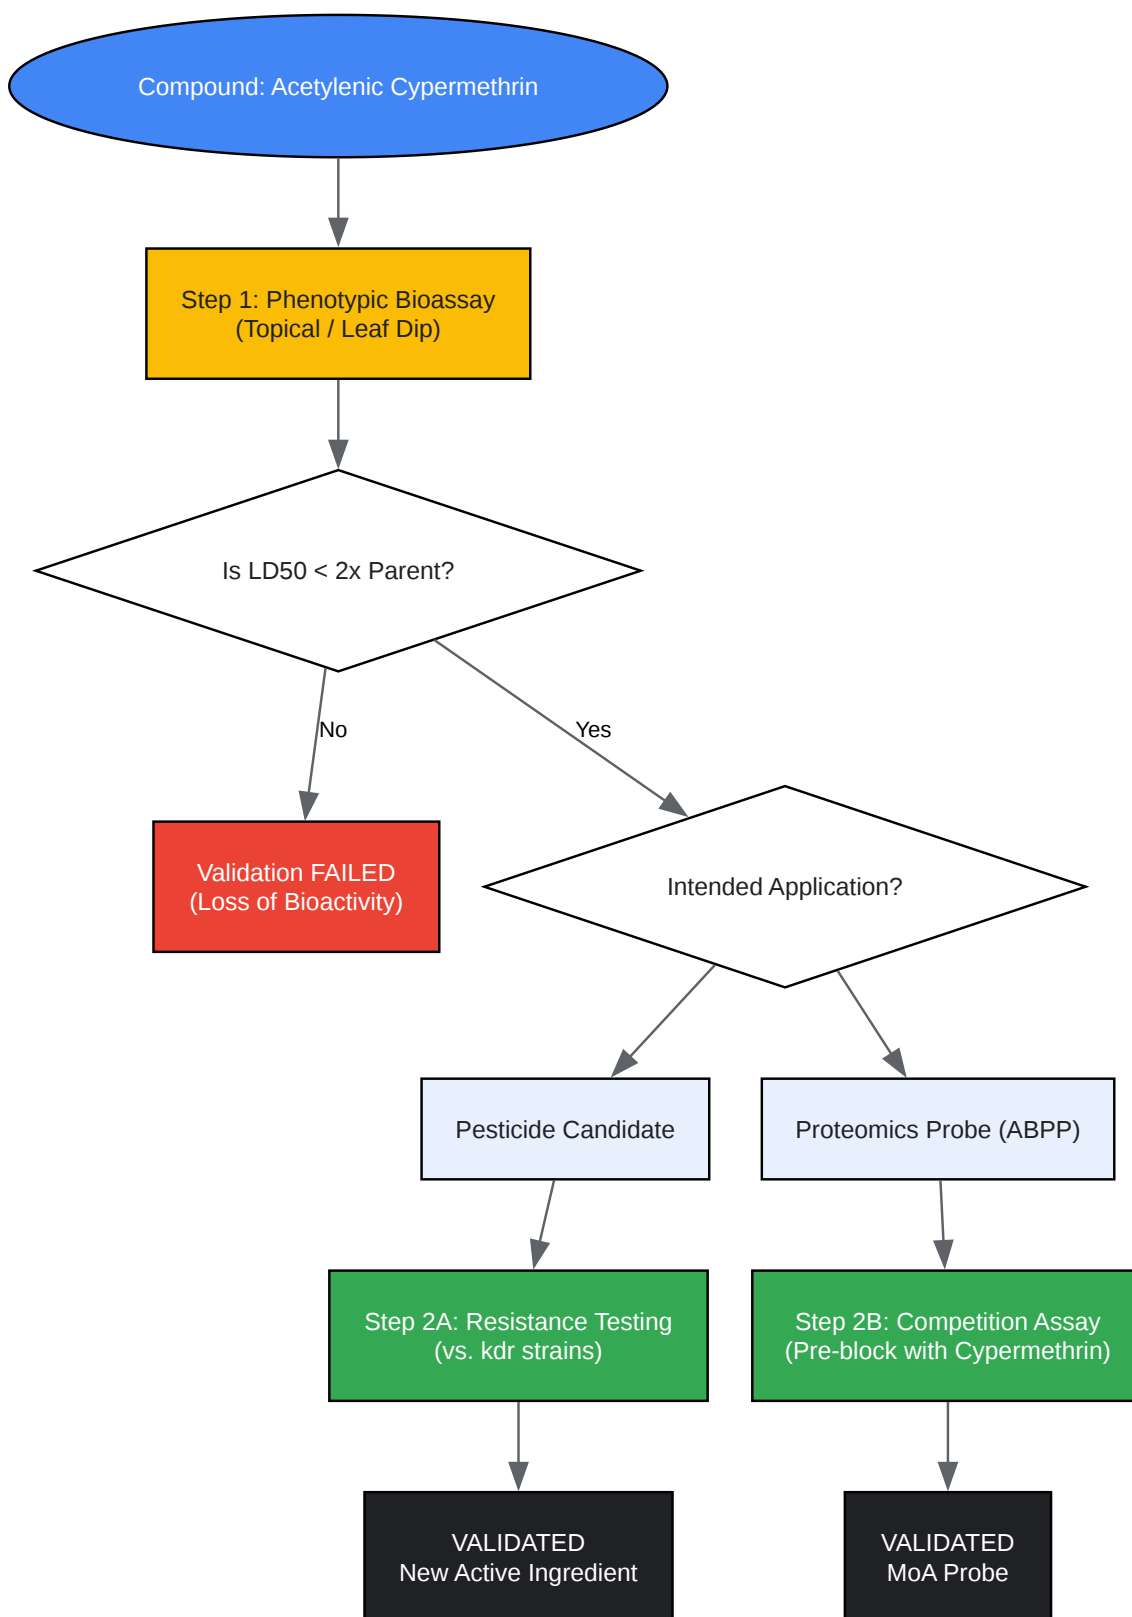 Compound: Acetylenic Cypermethrin
Step 1: Phenotypic Bioassay
(Topical / Leaf Dip)
Is LD50 < 2x Parent?
No
Yes
Validation FAILED
(Loss of Bioactivity)
Intended Application?
Pesticide Candidate
Proteomics Probe (ABPP)
Step 2A: Resistance Testing
(vs. kdr strains)
Step 2B: Competition Assay
(Pre-block with Cypermethrin)
VALIDATED
New Active Ingredient
VALIDATED
MoA Probe